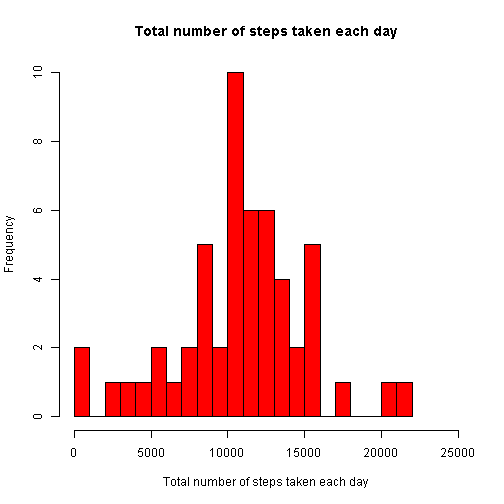 Total number of steps taken each day
Frequency
10
8
6
4
2
0
0 5000 10000 15000 20000 25000
Total number of steps taken each day